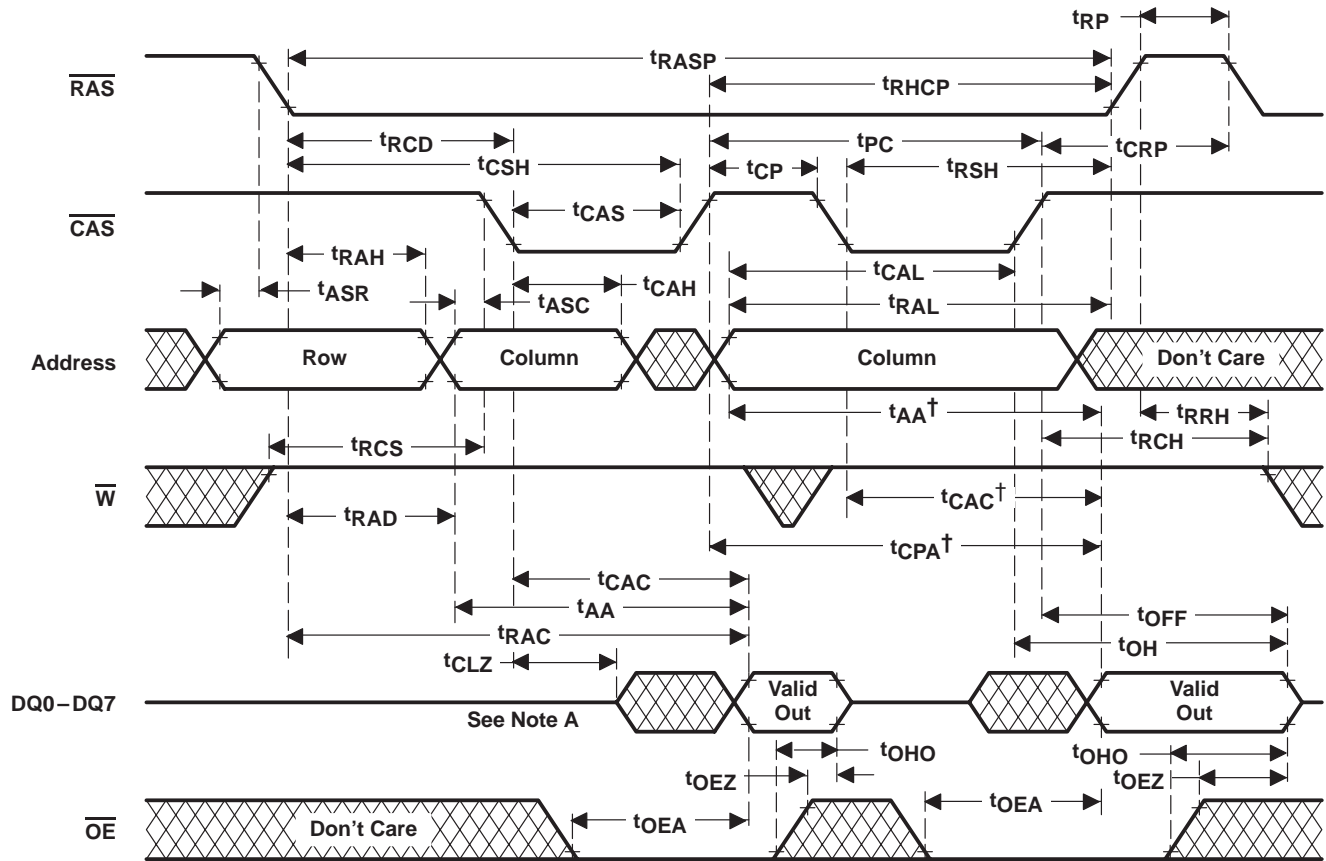 tRP
tRASP
RAS
tRHCP
tRCD
tPC
tCRP
tCSH
tCP
tRSH
CAS
tCAS
tRAH
tCAL
tCAH
tASR
tASC
tRAL
Address
Row
Column
Column
Don't Care
tAA†
tRRH
tRCS
tRCH
W
tCAC†
tRAD
tCPA†
tCAC
tAA
tOFF
tRAC
tOH
tCLZ
DQ0–DQ7
Valid
Out
Valid
Out
See Note A
tOHO
tOHO
tOEZ
tOEZ
OE
Don't Care
tOEA
tOEA